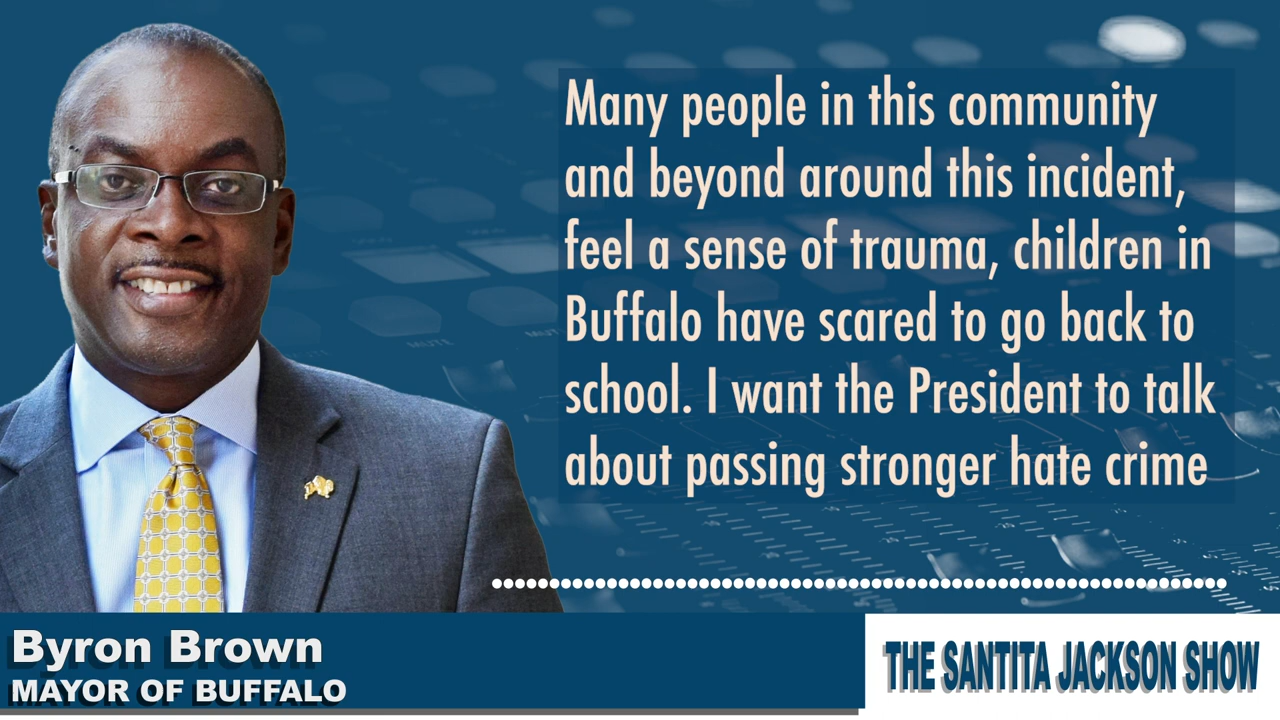 Many people in this community
and beyond around this incident,
feel a sense of trauma, children in
Buffalo have scared to go back to
school. I want the President to talk
about passing stronger hate crime
Byron Brown
MAYOR OF BUFFALO
THE SANTITA JACKSON SHOW